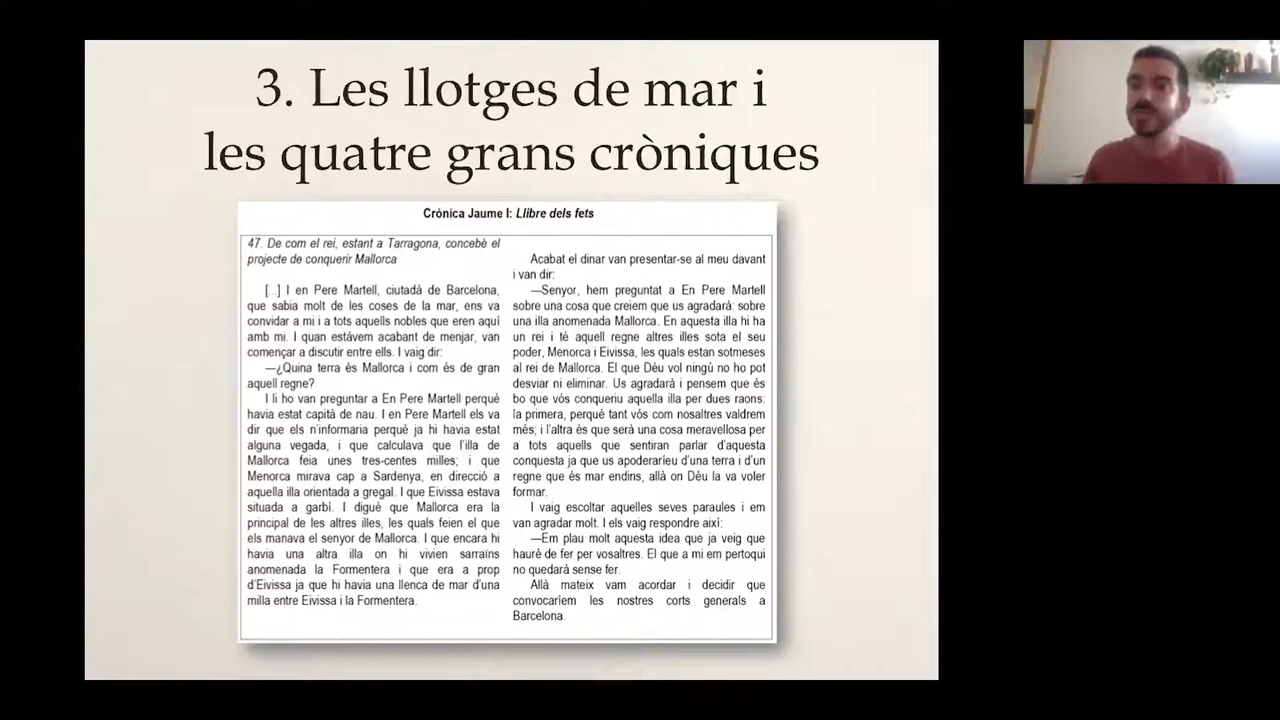 3. Les llotges de mar i
les quatre grans cròniques
Crònica Jaume I: Llibre dels fets
47. De com el rei, estant a Tarragona, concebè el
projecte de conquerir Mallorca
[...] I en Pere Martell, ciutadà de Barcelona,
que sabia molt de les coses de la mar, ens va
convidar a mi i a tots aquells nobles que eren aquí
amb mi. I quan estàvem acabant de menjar, van
començar a discutir entre ells. I vaig dir:
—¿Quina terra és Mallorca i com és de gran
aquell regne?
I li ho van preguntar a En Pere Martell perquè
havia estat capità de nau. I en Pere Martell els va
dir que els n’informaria perquè ja hi havia estat
alguna vegada, i que calculava que l’illa de
Mallorca feia unes tres-centes milles; i que
Menorca mirava cap a Sardenya, en direcció a
aquella illa orientada a gregal. I que Eivissa estava
situada a garbí. I digué que Mallorca era la
principal de les altres illes, les quals feien el que
els manava el senyor de Mallorca. I que encara hi
havia una altra illa on hi vivien sarraïns
anomenada la Formentera i que era a prop
d’Eivissa ja que hi havia una llenca de mar d’una
milla entre Eivissa i la Formentera.
Acabat el dinar van presentar-se al meu davant
i van dir:
—Senyor, hem preguntat a En Pere Martell
sobre una cosa que creiem que us agradarà: sobre
una illa anomenada Mallorca. En aquesta illa hi ha
un rei i té aquell regne altres illes sota el seu
poder, Menorca i Eivissa, les quals estan sotmeses
al rei de Mallorca. El que Déu vol ningú no ho pot
desviar ni eliminar. Us agradarà i pensem que és
bo que vós conqueriu aquella illa per dues raons:
la primera, perquè tant vós com nosaltres valdrem
més; i l’altra és que serà una cosa meravellosa per
a tots aquells que sentiran parlar d’aquesta
conquesta ja que us apoderaríeu d’una terra i d’un
regne que és mar endins, allà on Déu la va voler
formar.
I vaig escoltar aquelles seves paraules i em
van agradar molt. I els vaig respondre així:
—Em plau molt aquesta idea que ja veig que
hauré de fer per vosaltres. El que a mi em pertoqui
no quedarà sense fer.
Allà mateix vam acordar i decidir que
convocaríem les nostres corts generals a
Barcelona.